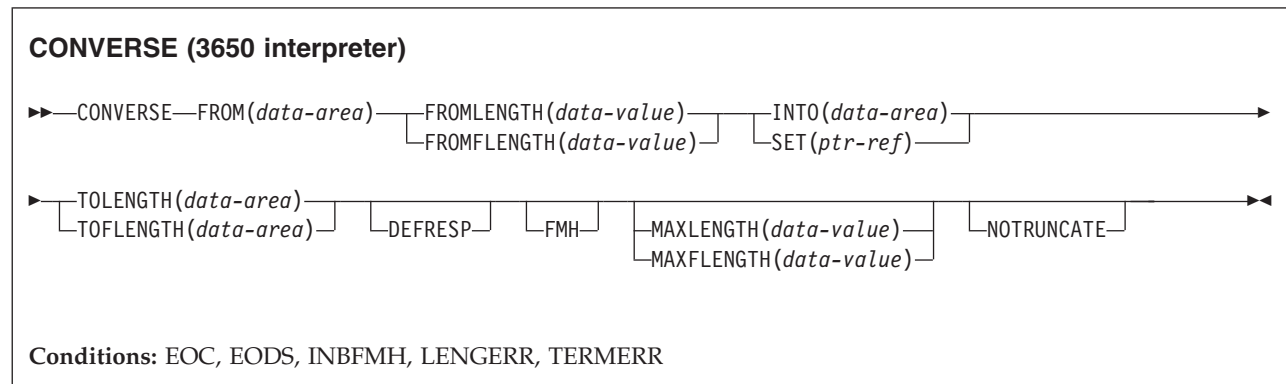 CONVERSE (3650 interpreter)
CONVERSE FROM(data-area) FROMLENGTH(data-value) INTO(data-area)
FROMFLENGTH(data-value) SET(ptr-ref)
TOLENGTH(data-area)
TOFLENGTH(data-area) DEFRESP FMH MAXLENGTH(data-value) NOTRUNCATE
MAXFLENGTH(data-value)
Conditions: EOC, EODS, INBFMH, LENGERR, TERMERR